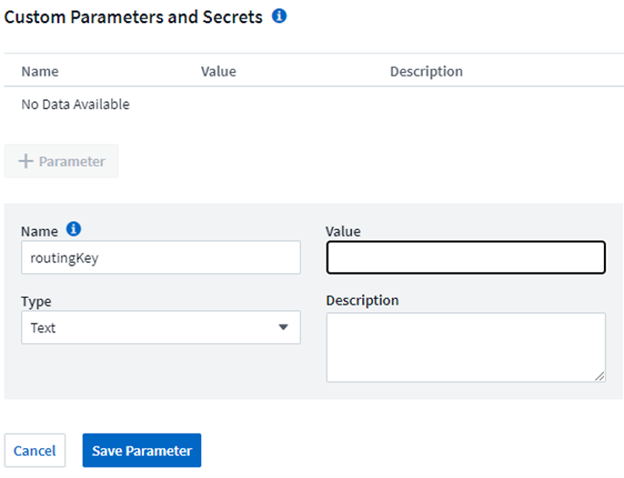 Custom Parameters and Secrets
Name Value Description
No Data Available
+ Parameter
Name Value
routingKey
Type Description
Text
Cancel Save Parameter